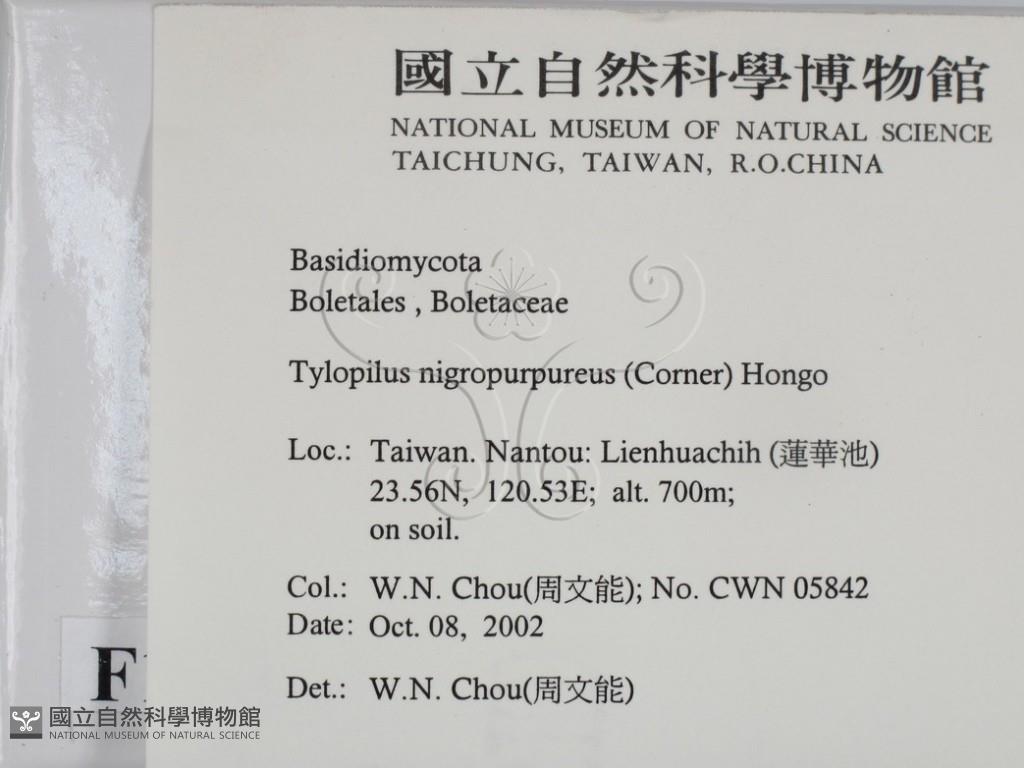 國立自然科學博物館
NATIONAL MUSEUM OF NATURAL SCIENCE
TAICHUNG, TAIWAN, R.O.CHINA
Basidiomycota
Boletales , Boletaceae
Tylopilus nigropurpureus (Corner) Hongo
Loc.: Taiwan. Nantou: Lienhuachih (蓮華池)
23.56N, 120.53E; alt. 700m;
on soil.
Col.: W.N. Chou(周文能); No. CWN 05842
Date: Oct. 08, 2002
Det.: W.N. Chou(周文能)
F
國立自然科學博物館
NATIONAL MUSEUM OF NATURAL SCIENCE